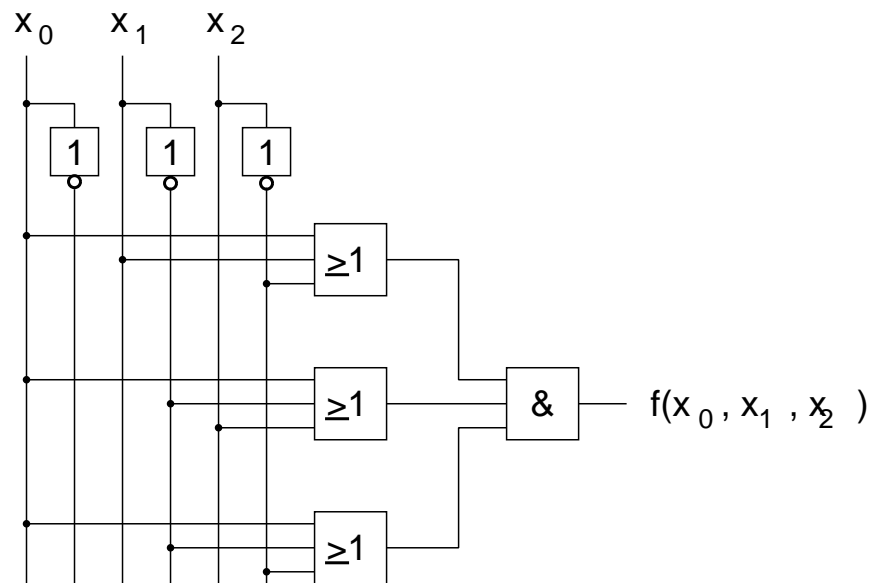 x0 x1 x2
1 1 1
≥1
≥1
& f(x0 , x1 , x2 )
≥1